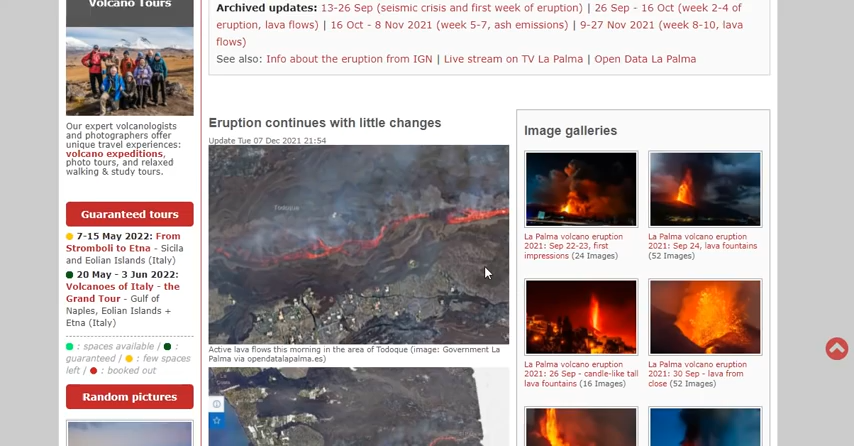 Volcano Tours
Our expert volcanologists
and photographers offer
unique travel experiences:
volcano expeditions,
photo tours, and relaxed
walking & study tours.
Guaranteed tours
7-15 May 2022: From
Stromboli to Etna - Sicila
and Eolian Islands (Italy)
20 May - 3 Jun 2022:
Volcanoes of Italy - the
Grand Tour - Gulf of
Naples, Eolian Islands +
Etna (Italy)
: spaces available / :
guaranteed / : few spaces
left / : booked out
Random pictures
Archived updates: 13-26 Sep (seismic crisis and first week of eruption) | 26 Sep - 16 Oct (week 2-4 of
eruption, lava flows) | 16 Oct - 8 Nov 2021 (week 5-7, ash emissions) | 9-27 Nov 2021 (week 8-10, lava
flows)
See also: Info about the eruption from IGN | Live stream on TV La Palma | Open Data La Palma
Eruption continues with little changes
Update Tue 07 Dec 2021 21:54
Active lava flows this morning in the area of Todoque (image: Government La
Palma via opendatalapalma.es)
Image galleries
La Palma volcano eruption
2021: Sep 22-23, first
impressions (24 Images)
La Palma volcano eruption
2021: Sep 24, lava fountains
(52 Images)
La Palma volcano eruption
2021: 26 Sep - candle-like tall
lava fountains (16 Images)
La Palma volcano eruption
2021: 30 Sep - lava from
close (52 Images)